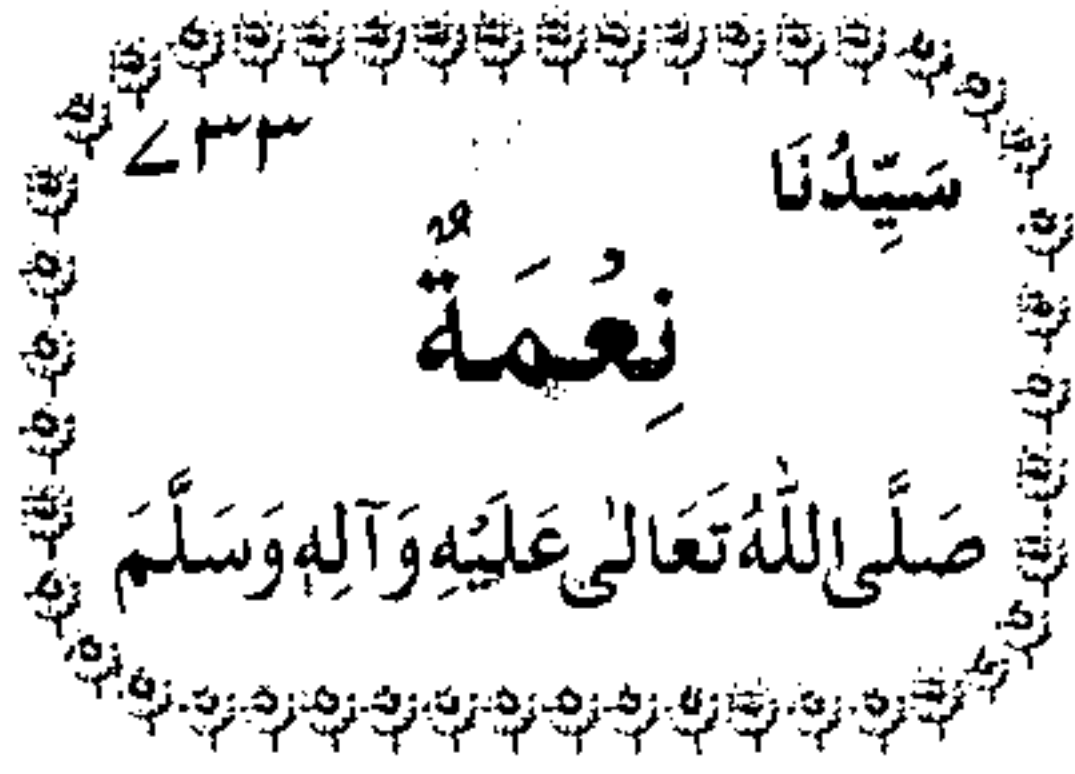 سَیِّدُنَا ۷۳۳
نِعْمَةٌ
صَلَّى اللّٰهُ تَعَالٰى عَلَيْهِ وَآلِهٖ وَسَلَّمَ